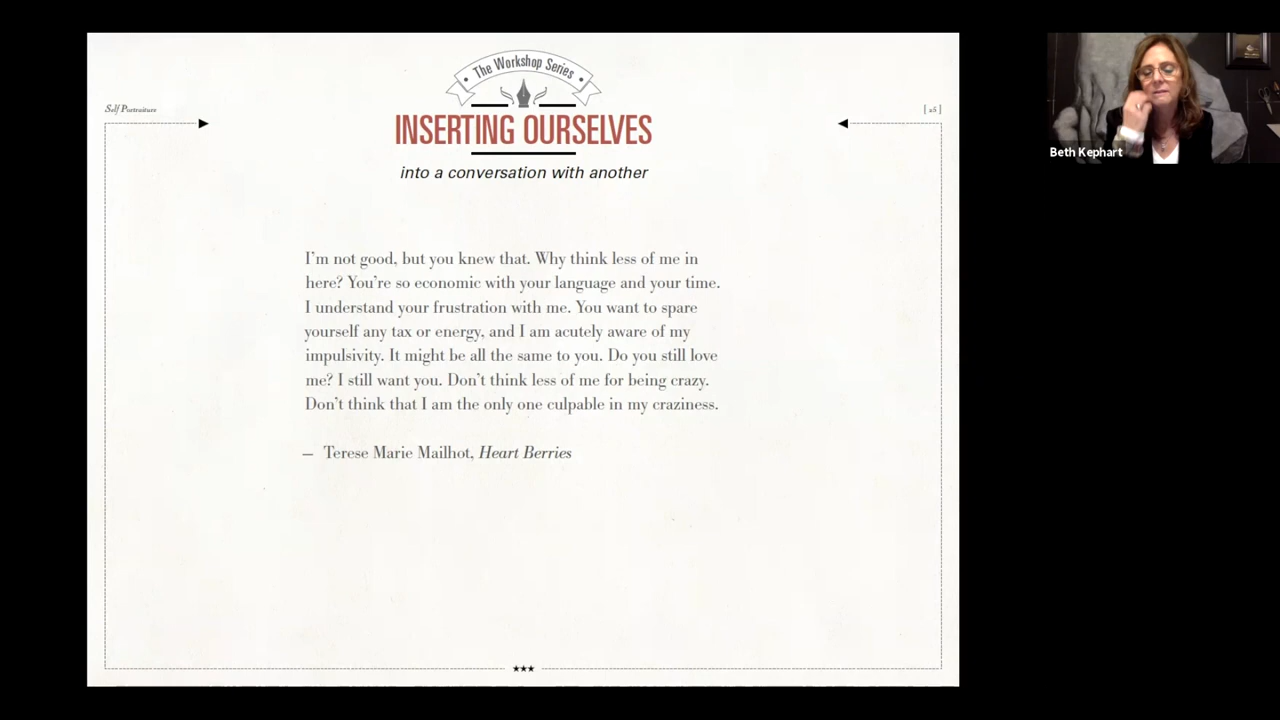 The Workshop Series
Self Portraiture
[ 25 ]
INSERTING OURSELVES
into a conversation with another
I'm not good, but you knew that. Why think less of me in
here? You're so economic with your language and your time.
I understand your frustration with me. You want to spare
yourself any tax or energy, and I am acutely aware of my
impulsivity. It might be all the same to you. Do you still love
me? I still want you. Don't think less of me for being crazy.
Don't think that I am the only one culpable in my craziness.
— Terese Marie Mailhot, Heart Berries
Beth Kephart